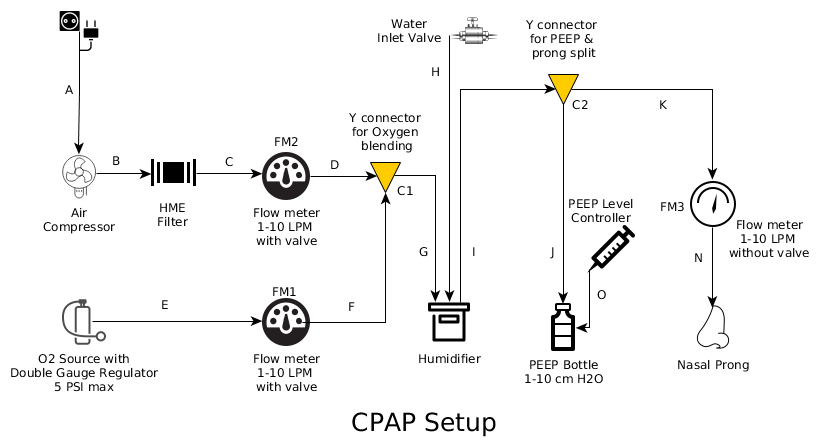 Water
Inlet Valve
Y connector
for PEEP &
prong split
H
A
K
C2
Y connector
for Oxygen
blending
FM2
B
C
D
C1
Air
Compressor
HME
Filter
Flow meter
1-10 LPM
with valve
PEEP Level
Controller
FM3
Flow meter
1-10 LPM
without valve
G
I
J
N
O
E
FM1
F
O2 Source with
Double Gauge Regulator
5 PSI max
Flow meter
1-10 LPM
with valve
Humidifier
PEEP Bottle
1-10 cm H2O
Nasal Prong
CPAP Setup